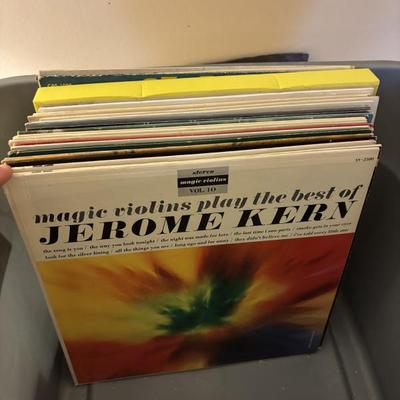 stereo
magic violins
VOL. 10
magic violins play the best of
JEROME KERN
the song is you / the way you look tonight / the night was made for love / the last time i saw paris / smoke gets in your eyes
look for the silver lining / all the things you are / long ago and far away / they didn't believe me / i've told every little star